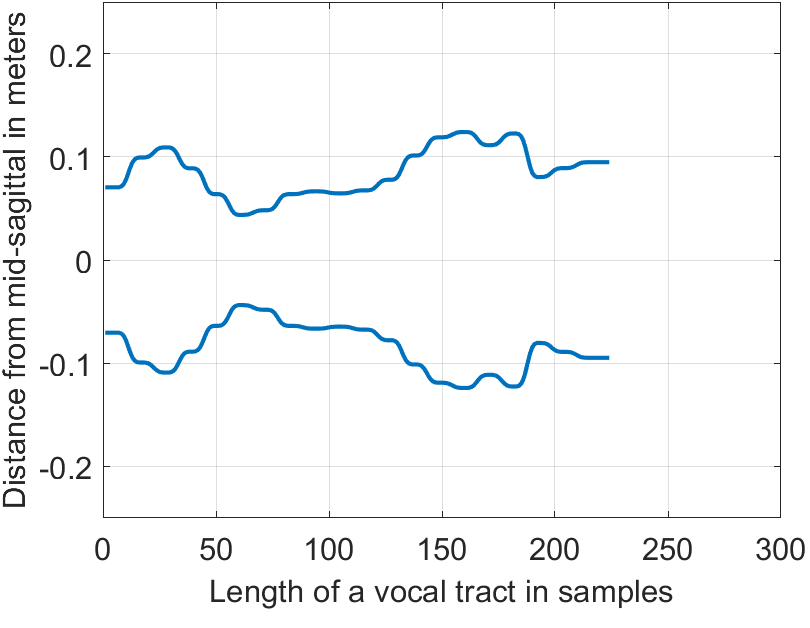 Distance from mid-sagittal in meters
0.2
0.1
0
-0.1
-0.2
0 50 100 150 200 250 300
Length of a vocal tract in samples